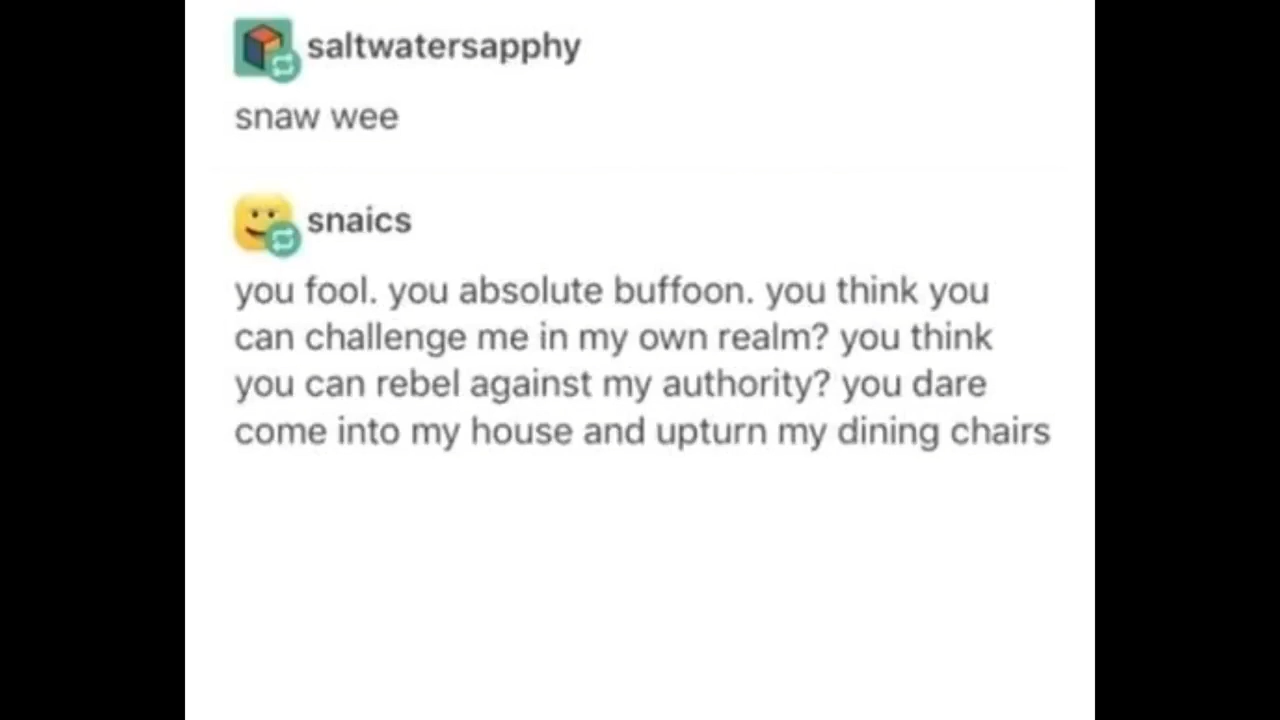 saltwatersapphy
snaw wee
snaics
you fool. you absolute buffoon. you think you
can challenge me in my own realm? you think
you can rebel against my authority? you dare
come into my house and upturn my dining chairs